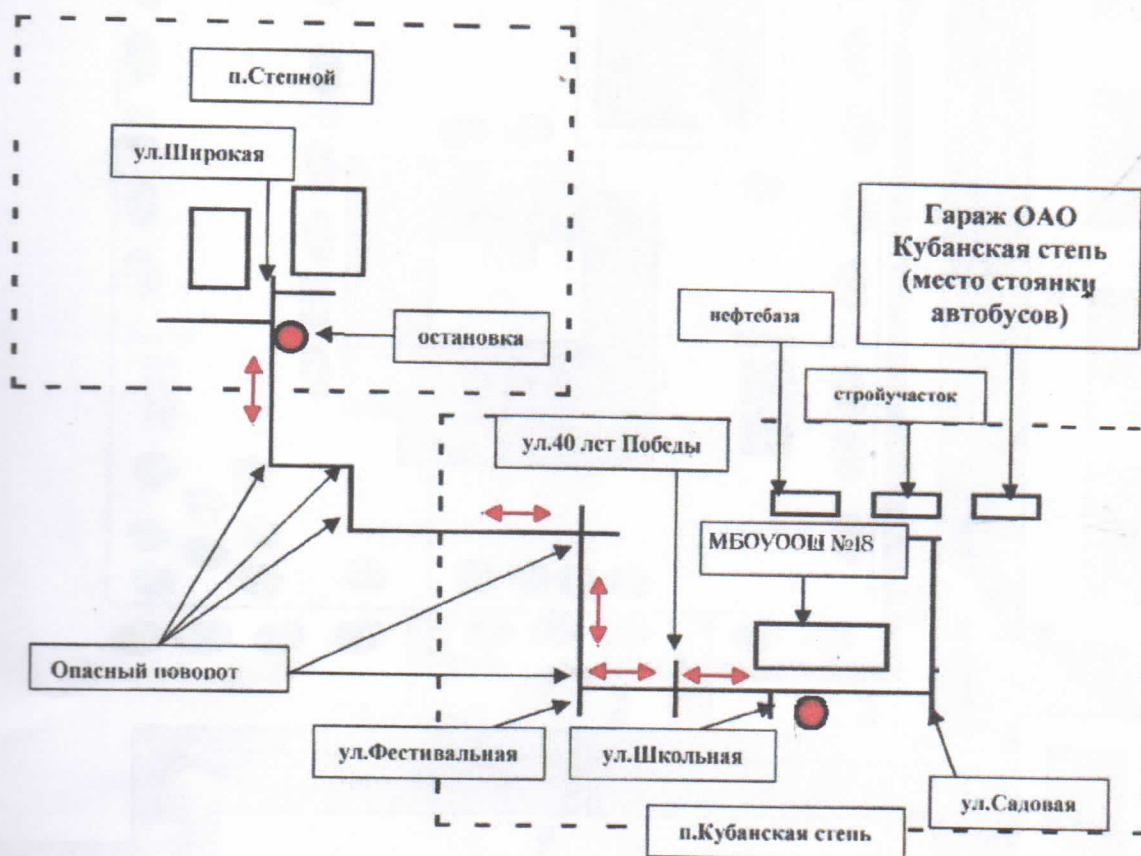 п.Степной
ул.Широкая
остановка
Гараж ОАО
Кубанская степь
(место стоянки
автобусов)
нефтебаза
стройучасток
ул.40 лет Победы
МБОУООШ №18
Опасный поворот
ул.Фестивальная
ул.Школьная
ул.Садовая
п.Кубанская степь